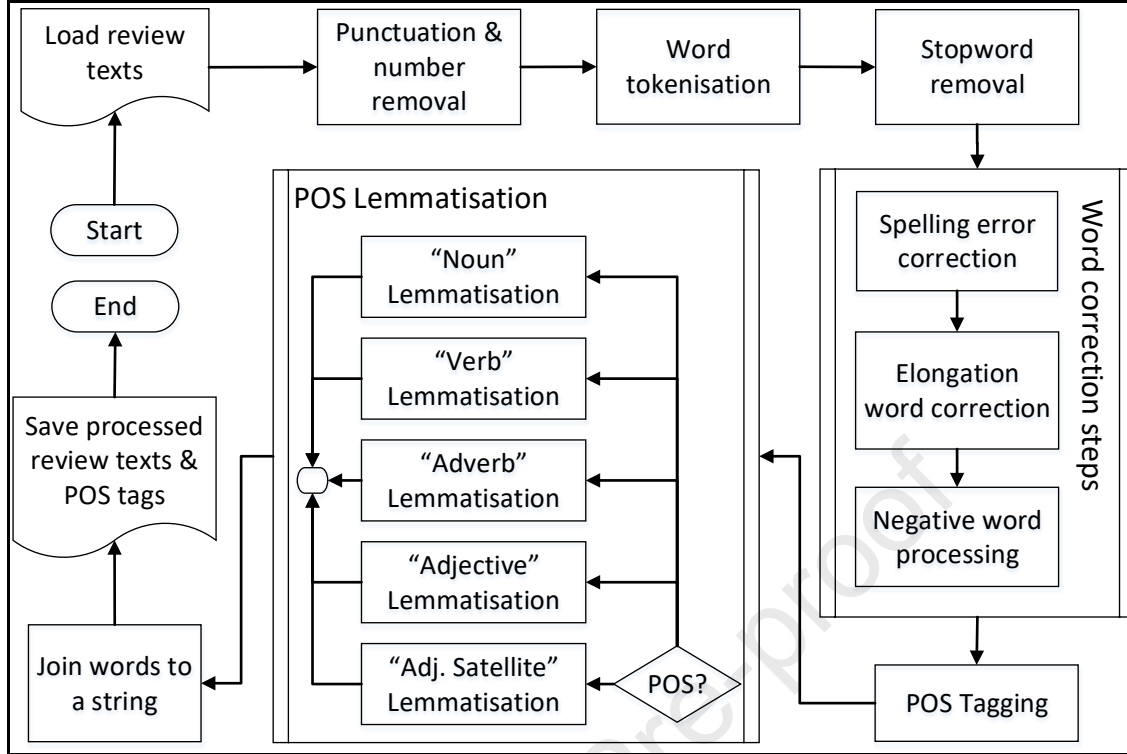 Load review
texts
Punctuation &
number
removal
Word
tokenisation
Stopword
removal
Start
End
Save processed
review texts &
POS tags
Join words to
a string
POS Lemmatisation
“Noun”
Lemmatisation
“Verb”
Lemmatisation
“Adverb”
Lemmatisation
“Adjective”
Lemmatisation
“Adj. Satellite”
Lemmatisation
POS?
Word correction steps
Spelling error
correction
Elongation
word correction
Negative word
processing
POS Tagging
re-proof